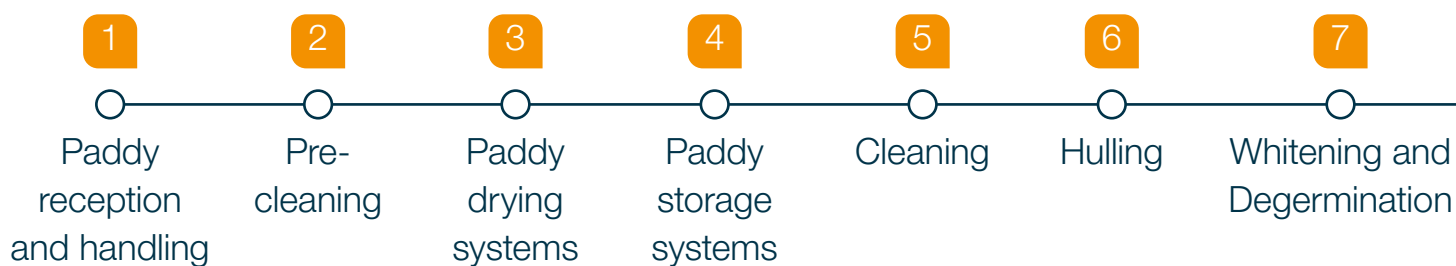 1
2
3
4
5
6
7
Paddy
reception
and handling
Pre-
cleaning
Paddy
drying
systems
Paddy
storage
systems
Cleaning
Hulling
Whitening and
Degermination